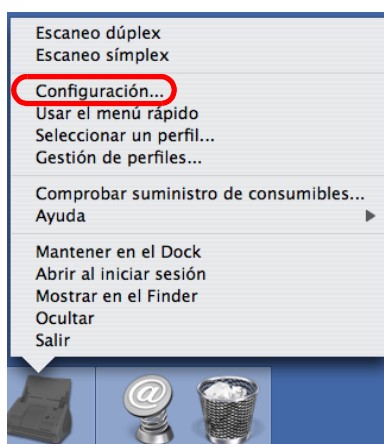 Escaneo dúplex
Escaneo símplex
Configuración...
Usar el menú rápido
Seleccionar un perfil...
Gestión de perfiles...
Comprobar suministro de consumibles...
Ayuda
Mantener en el Dock
Abrir al iniciar sesión
Mostrar en el Finder
Ocultar
Salir
@